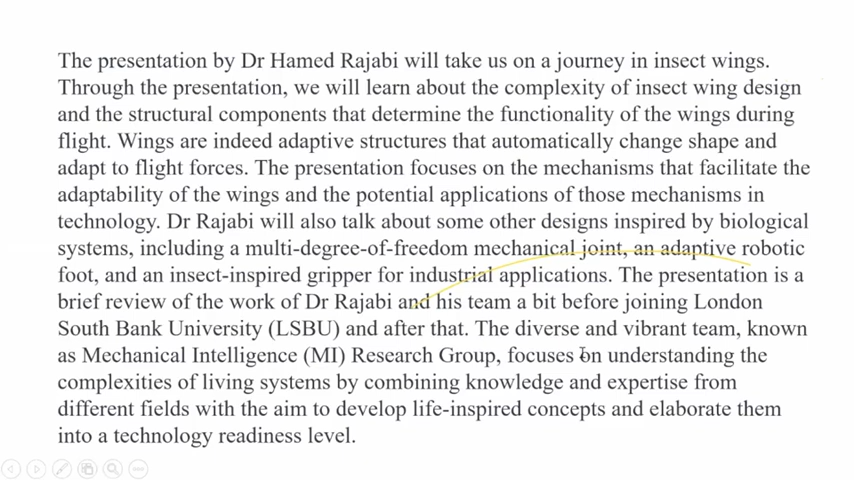 The presentation by Dr Hamed Rajabi will take us on a journey in insect wings.
Through the presentation, we will learn about the complexity of insect wing design
and the structural components that determine the functionality of the wings during
flight. Wings are indeed adaptive structures that automatically change shape and
adapt to flight forces. The presentation focuses on the mechanisms that facilitate the
adaptability of the wings and the potential applications of those mechanisms in
technology. Dr Rajabi will also talk about some other designs inspired by biological
systems, including a multi-degree-of-freedom mechanical joint, an adaptive robotic
foot, and an insect-inspired gripper for industrial applications. The presentation is a
brief review of the work of Dr Rajabi and his team a bit before joining London
South Bank University (LSBU) and after that. The diverse and vibrant team, known
as Mechanical Intelligence (MI) Research Group, focuses on understanding the
complexities of living systems by combining knowledge and expertise from
different fields with the aim to develop life-inspired concepts and elaborate them
into a technology readiness level.